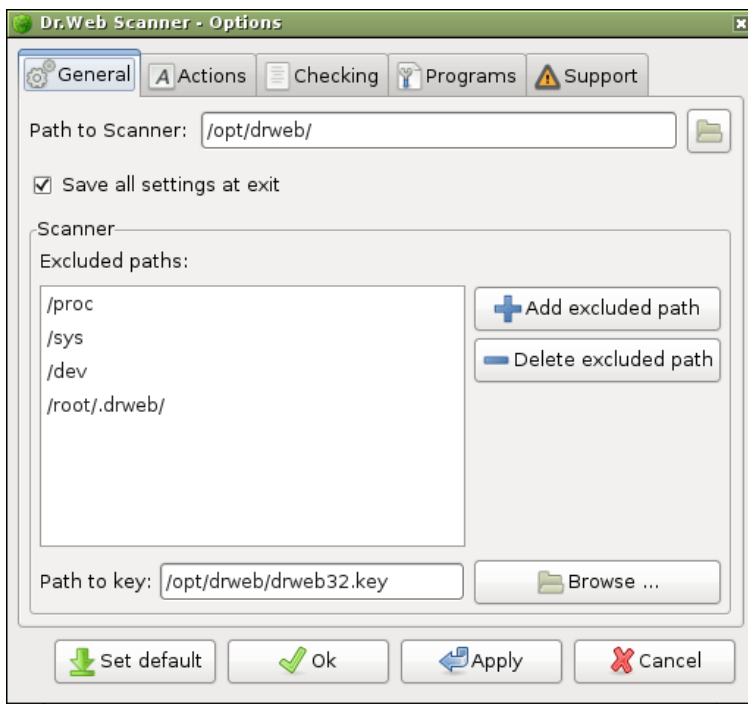 Dr.Web Scanner - Options
General Actions Checking Programs Support
Path to Scanner: /opt/drweb/
Save all settings at exit
Scanner
Excluded paths:
/proc
/sys
/dev
/root/.drweb/
Add excluded path
Delete excluded path
Path to key: /opt/drweb/drweb32.key Browse ...
Set default Ok Apply Cancel